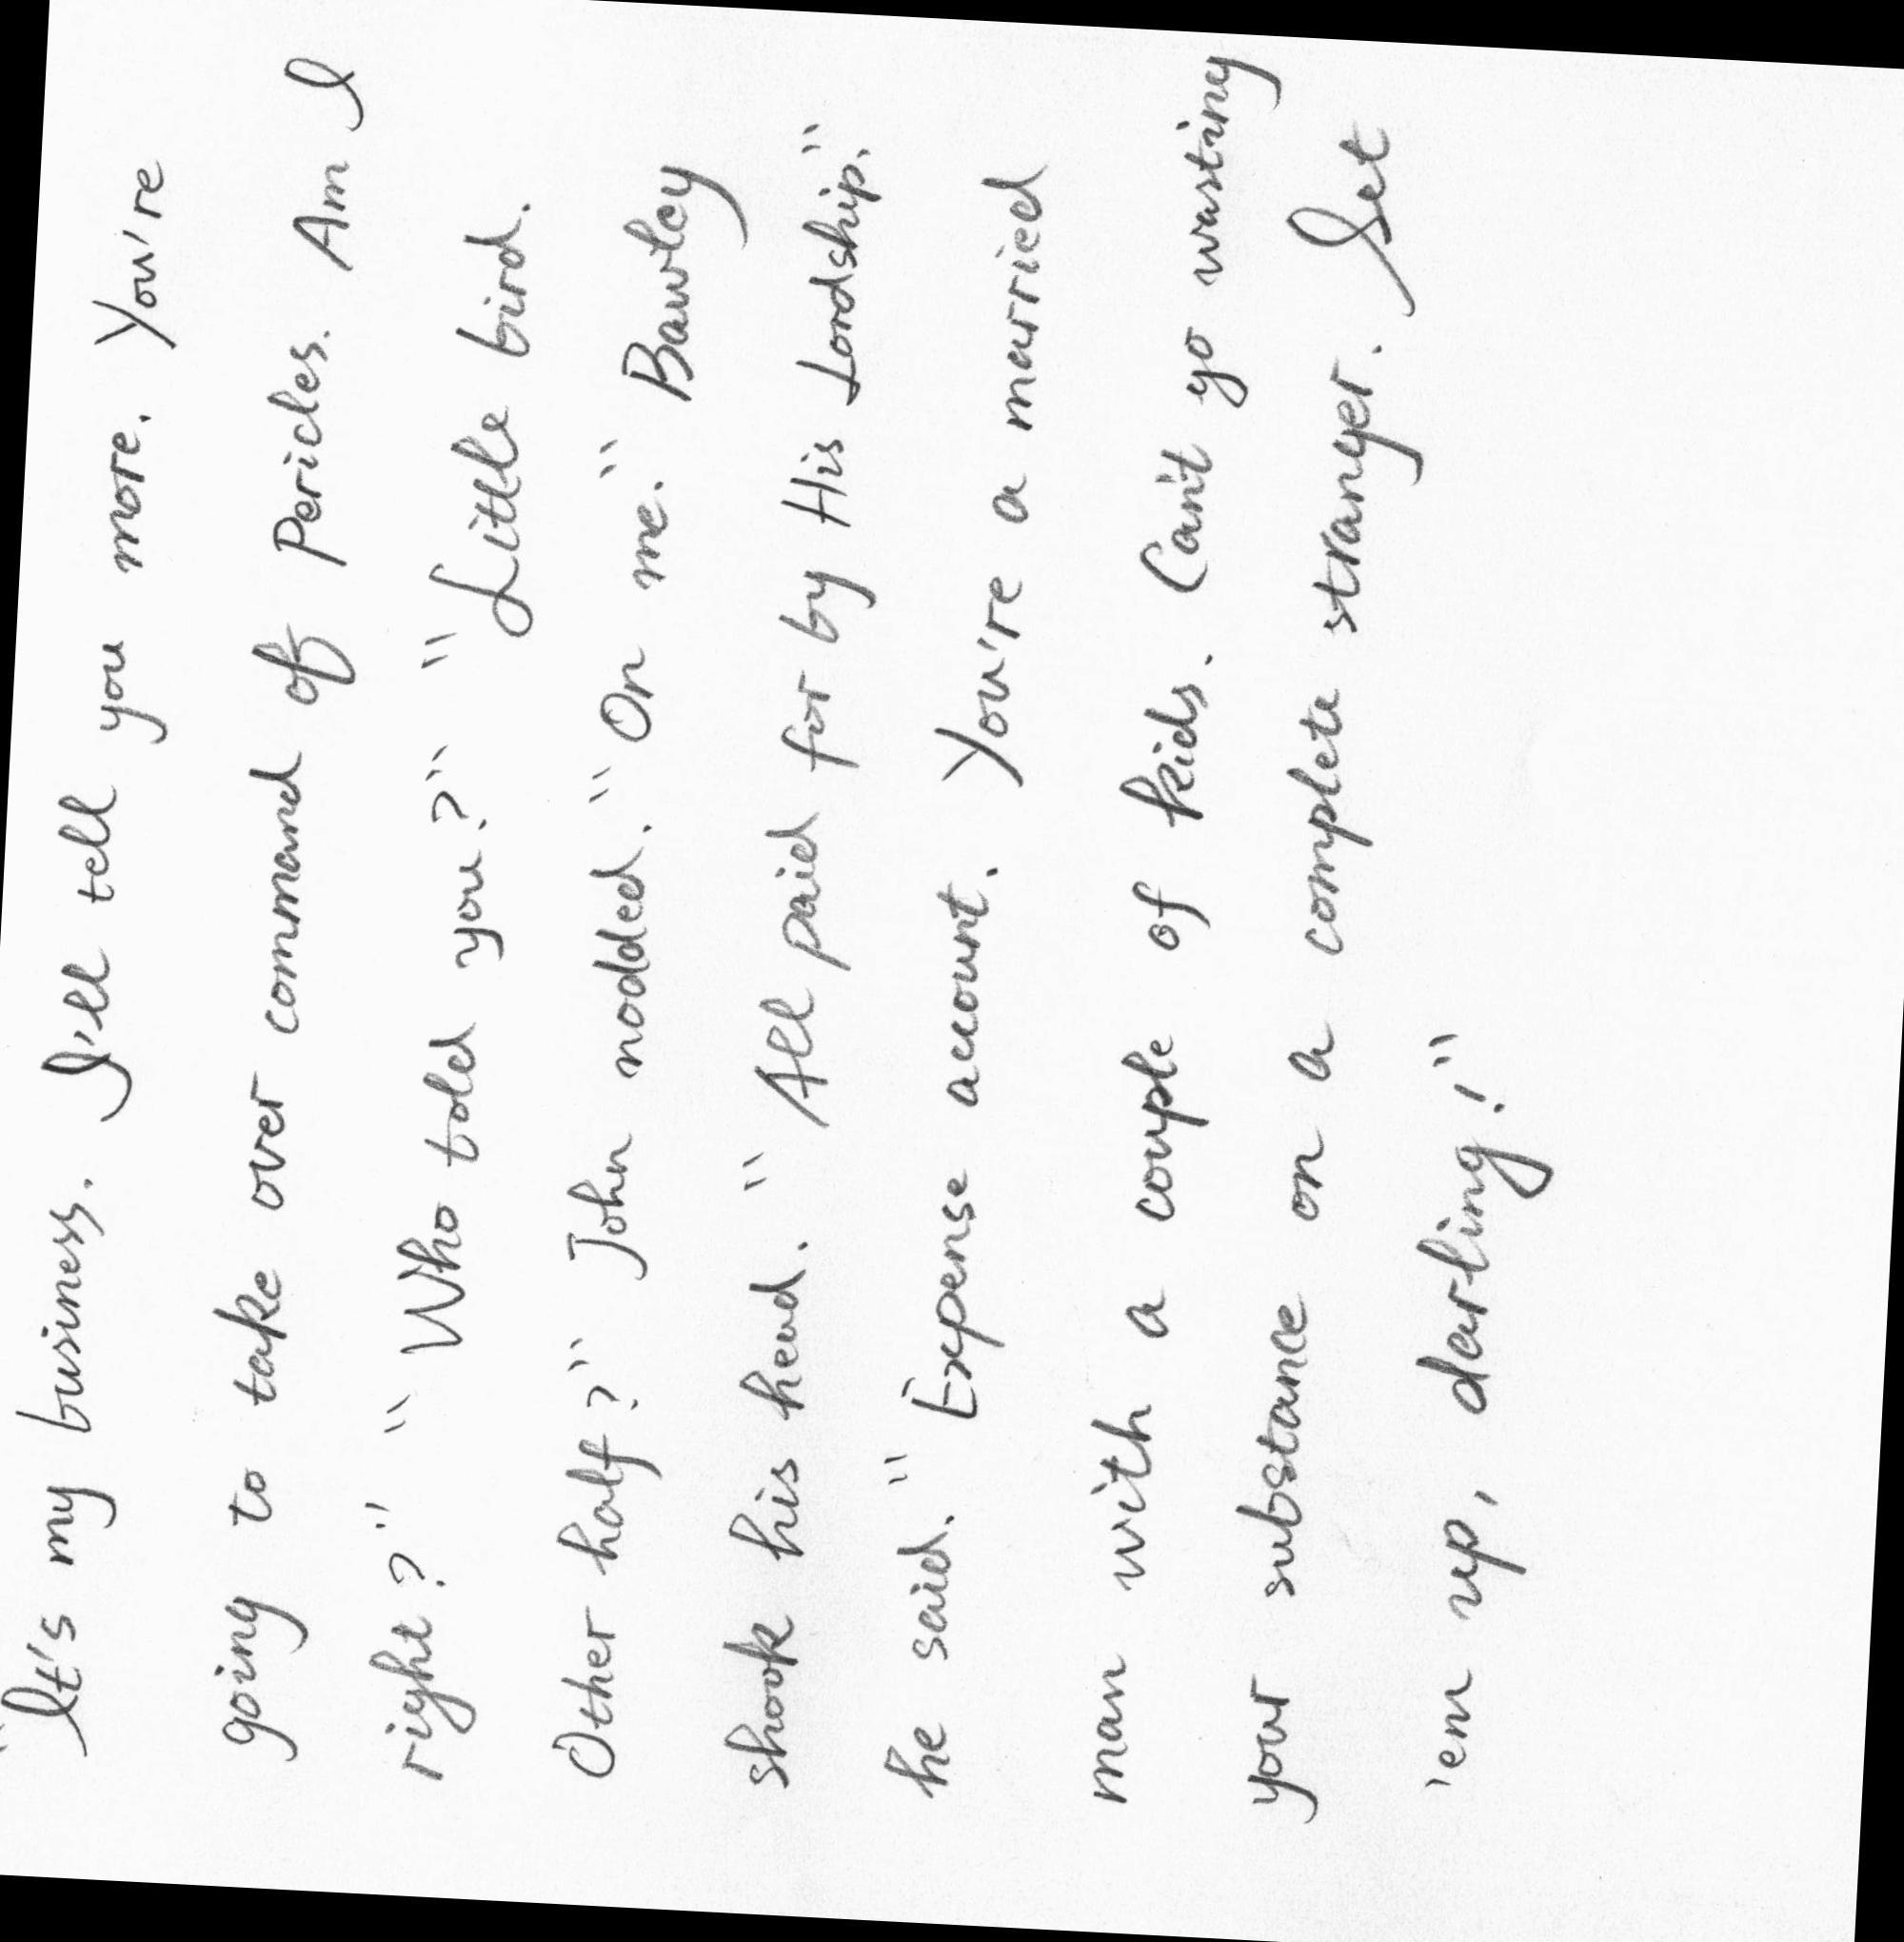 "It's my business. I'll tell you more. You're
going to take over command of Pericles. Am I
right?" "Who told you?" "Little bird.
Other half?" John nodded. "On me." Bawtey
shook his head. "All paid for by His Lordship."
he said. "Expense account. You're a married
man with a couple of kids. Can't go wasting
your substance on a complete stranger. Set
'em up, darling!"